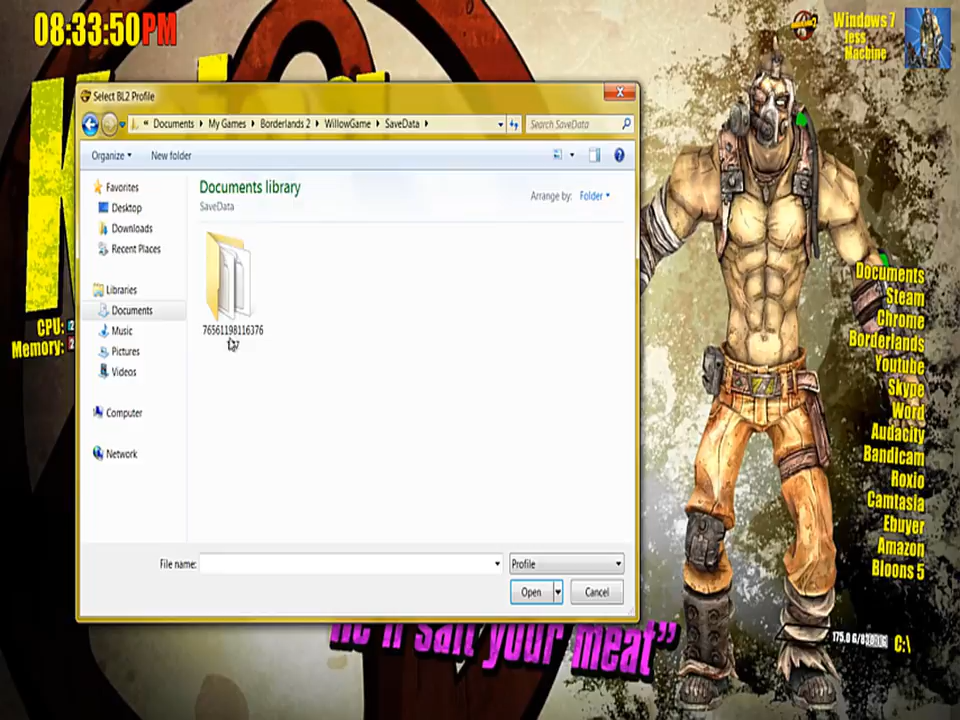 08:33:50PM
Windows 7
less
Machine
Select BL2 Profile
« Documents My Games Borderlands 2 WillowGame SaveData
Search SaveData
Organize
New folder
Favorites
Desktop
Downloads
Recent Places
Libraries
Documents
Music
Pictures
Videos
Computer
Network
Documents library
SaveData
Arrange by: Folder
76561198116376
File name:
Profile
Open
Cancel
CPU:
Memory:
Documents
Steam
Chrome
Borderlands
Youtube
Skype
Word
Audacity
Bandicam
Roxio
Camtasia
Ebuyer
Amazon
Bloons 5
C:\
salt your meat”